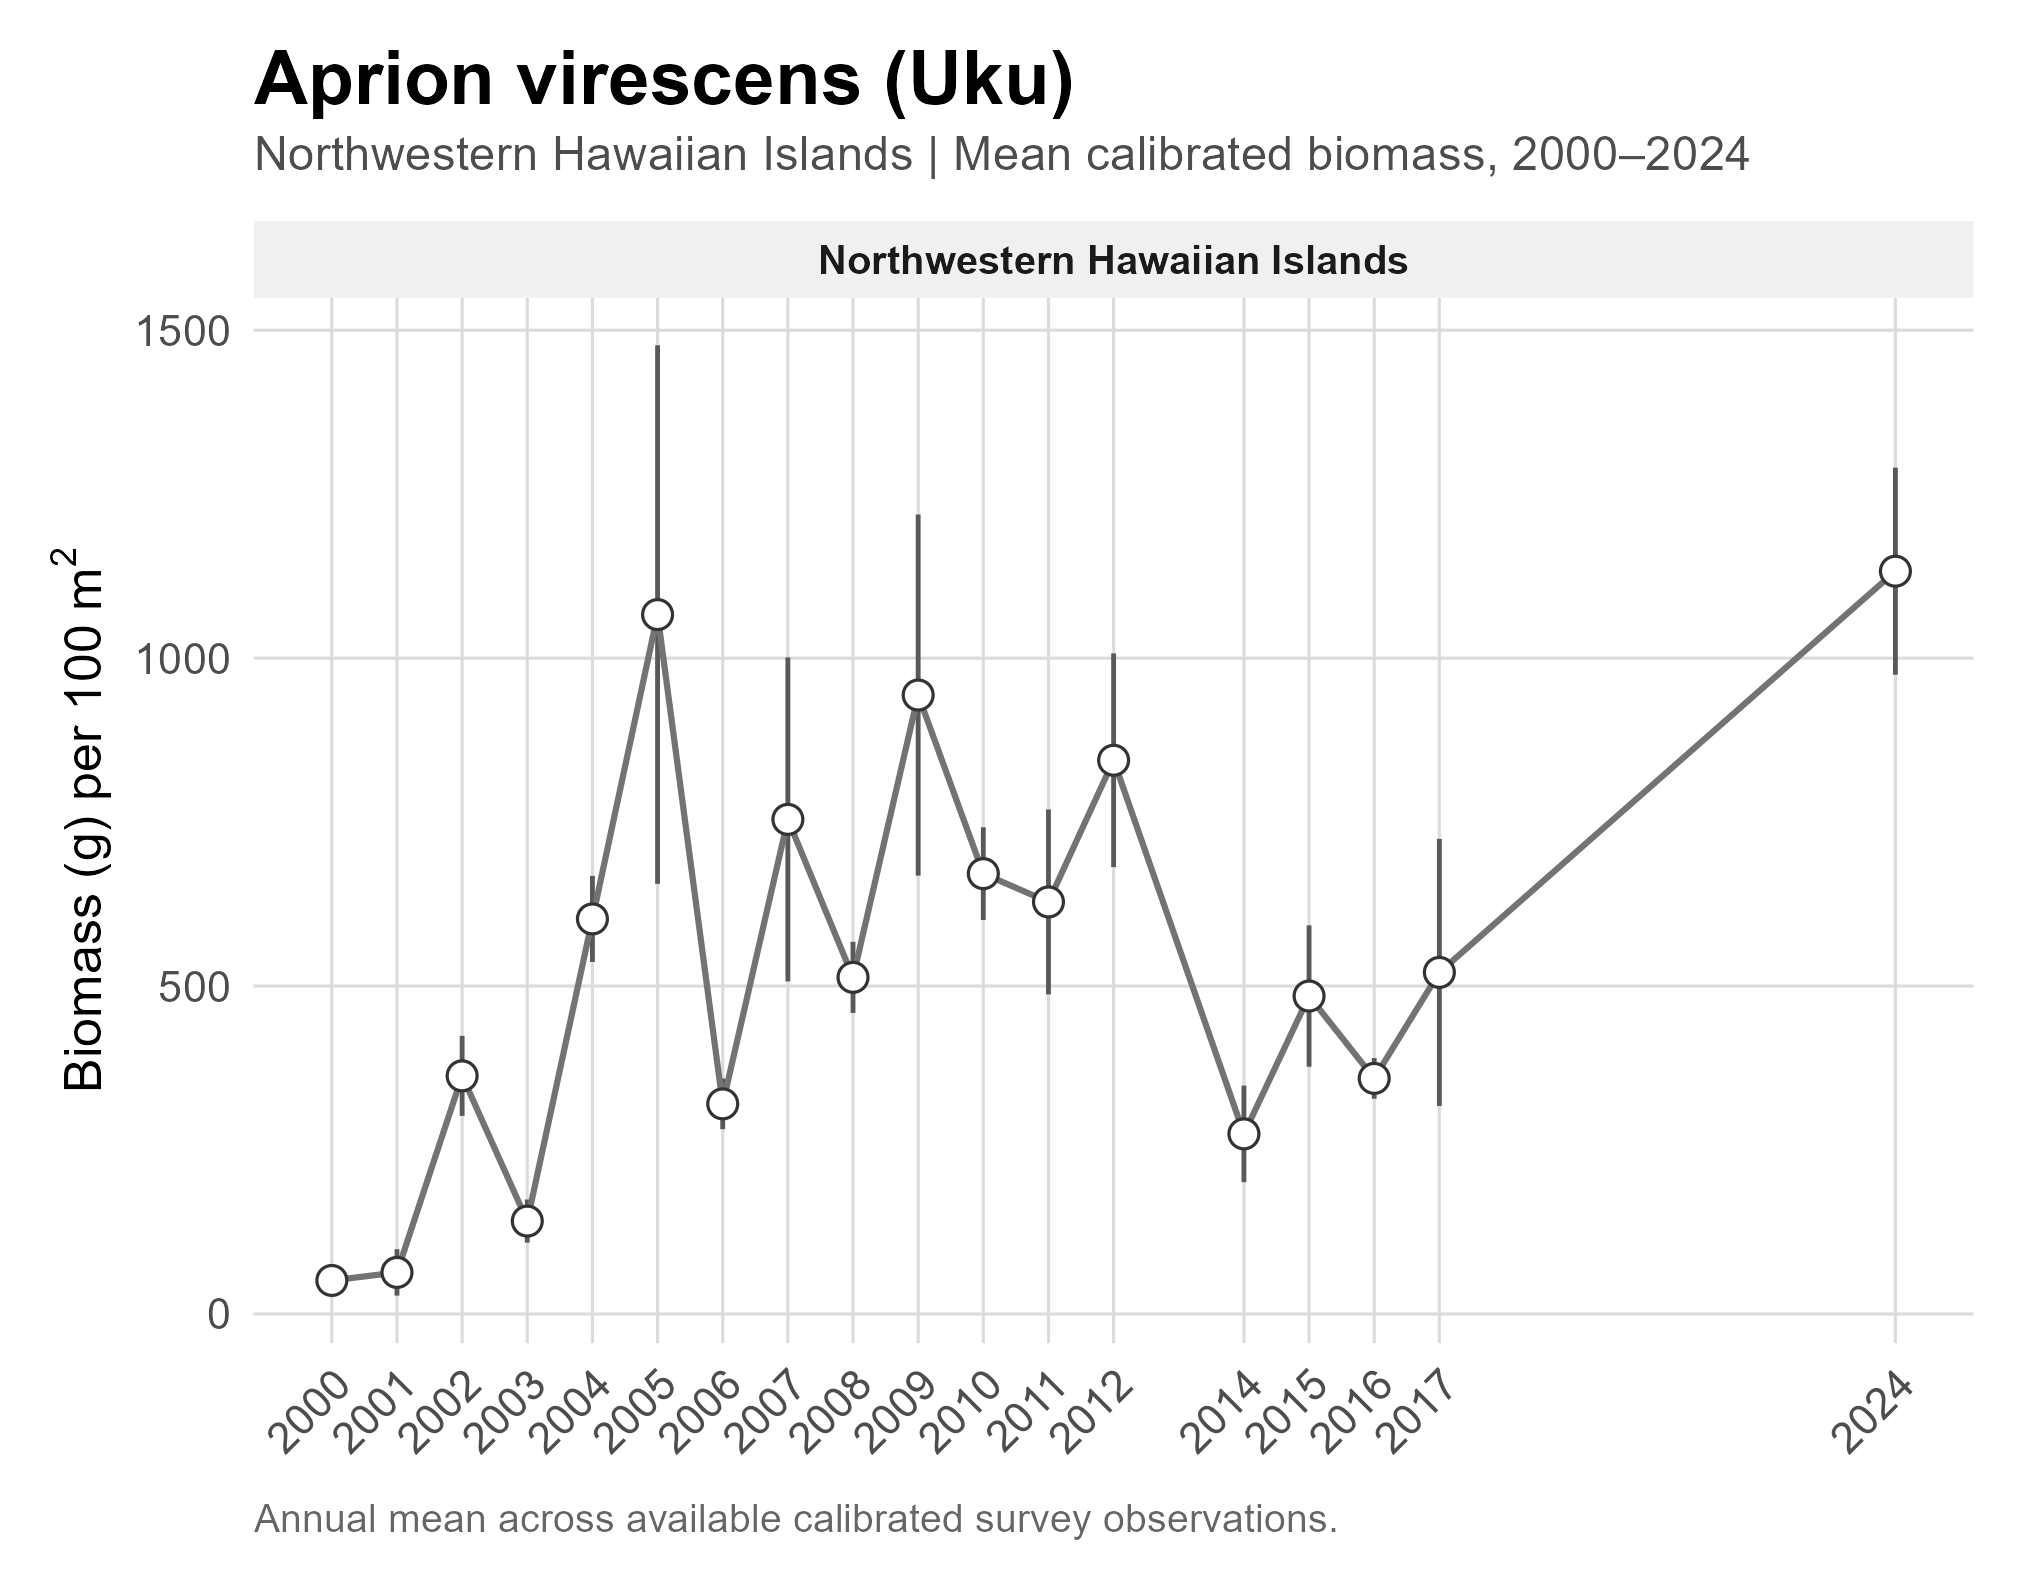 Aprion virescens (Uku)
Northwestern Hawaiian Islands | Mean calibrated biomass, 2000–2024
Northwestern Hawaiian Islands
Biomass (g) per 100 m²
1500
1000
500
0
2000 2001 2002 2003 2004 2005 2006 2007 2008 2009 2010 2011 2012 2014 2015 2016 2017 2024
Annual mean across available calibrated survey observations.